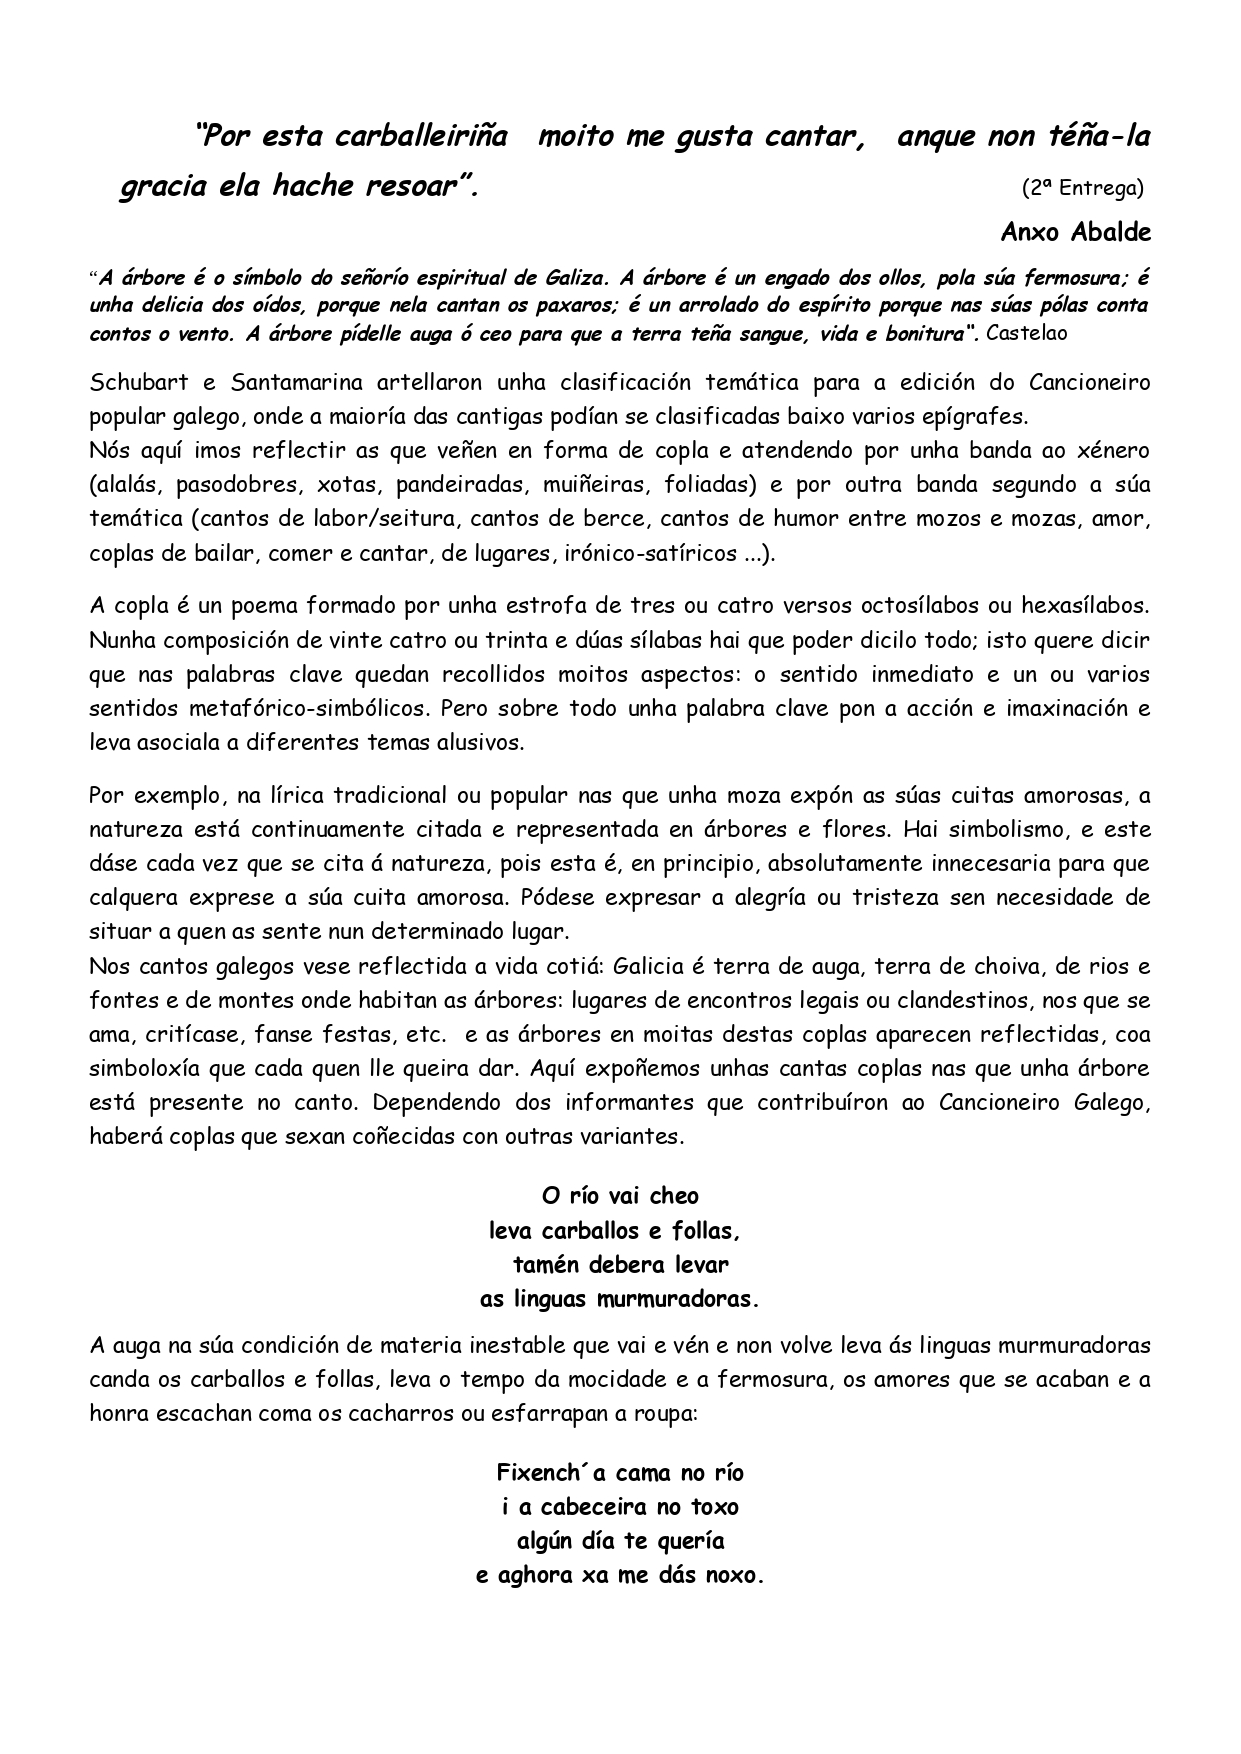 “Por esta carballeiriña moito me gusta cantar, anque non téña-la
gracia ela hache resoar”. (2ª Entrega)
Anxo Abalde
“A árbore é o símbolo do señorío espiritual de Galiza. A árbore é un engado dos ollos, pola súa fermosura; é
unha delicia dos oídos, porque nela cantan os paxaros; é un arrolado do espírito porque nas súas pólas conta
contos o vento. A árbore pídelle auga ó ceo para que a terra teña sangue, vida e bonitura“. Castelao
Schubart e Santamarina artellaron unha clasificación temática para a edición do Cancioneiro
popular galego, onde a maioría das cantigas podían se clasificadas baixo varios epígrafes.
Nós aquí imos reflectir as que veñen en forma de copla e atendendo por unha banda ao xénero
(alalás, pasodobres, xotas, pandeiradas, muiñeiras, foliadas) e por outra banda segundo a súa
temática (cantos de labor/seitura, cantos de berce, cantos de humor entre mozos e mozas, amor,
coplas de bailar, comer e cantar, de lugares, irónico-satíricos ...).
A copla é un poema formado por unha estrofa de tres ou catro versos octosílabos ou hexasílabos.
Nunha composición de vinte catro ou trinta e dúas sílabas hai que poder dicilo todo; isto quere dicir
que nas palabras clave quedan recollidos moitos aspectos: o sentido inmediato e un ou varios
sentidos metafórico-simbólicos. Pero sobre todo unha palabra clave pon a acción e imaxinación e
leva asociala a diferentes temas alusivos.
Por exemplo, na lírica tradicional ou popular nas que unha moza expón as súas cuitas amorosas, a
natureza está continuamente citada e representada en árbores e flores. Hai simbolismo, e este
dáse cada vez que se cita á natureza, pois esta é, en principio, absolutamente innecesaria para que
calquera exprese a súa cuita amorosa. Pódese expresar a alegría ou tristeza sen necesidade de
situar a quen as sente nun determinado lugar.
Nos cantos galegos vese reflectida a vida cotiá: Galicia é terra de auga, terra de choiva, de rios e
fontes e de montes onde habitan as árbores: lugares de encontros legais ou clandestinos, nos que se
ama, critícase, fanse festas, etc. e as árbores en moitas destas coplas aparecen reflectidas, coa
simboloxía que cada quen lle queira dar. Aquí expoñemos unhas cantas coplas nas que unha árbore
está presente no canto. Dependendo dos informantes que contribuíron ao Cancioneiro Galego,
haberá coplas que sexan coñecidas con outras variantes.
O río vai cheo
leva carballos e follas,
tamén debera levar
as linguas murmuradoras.
A auga na súa condición de materia inestable que vai e vén e non volve leva ás linguas murmuradoras
canda os carballos e follas, leva o tempo da mocidade e a fermosura, os amores que se acaban e a
honra escachan coma os cacharros ou esfarrapan a roupa:
Fixench´a cama no río
i a cabeceira no toxo
algún día te quería
e aghora xa me dás noxo.